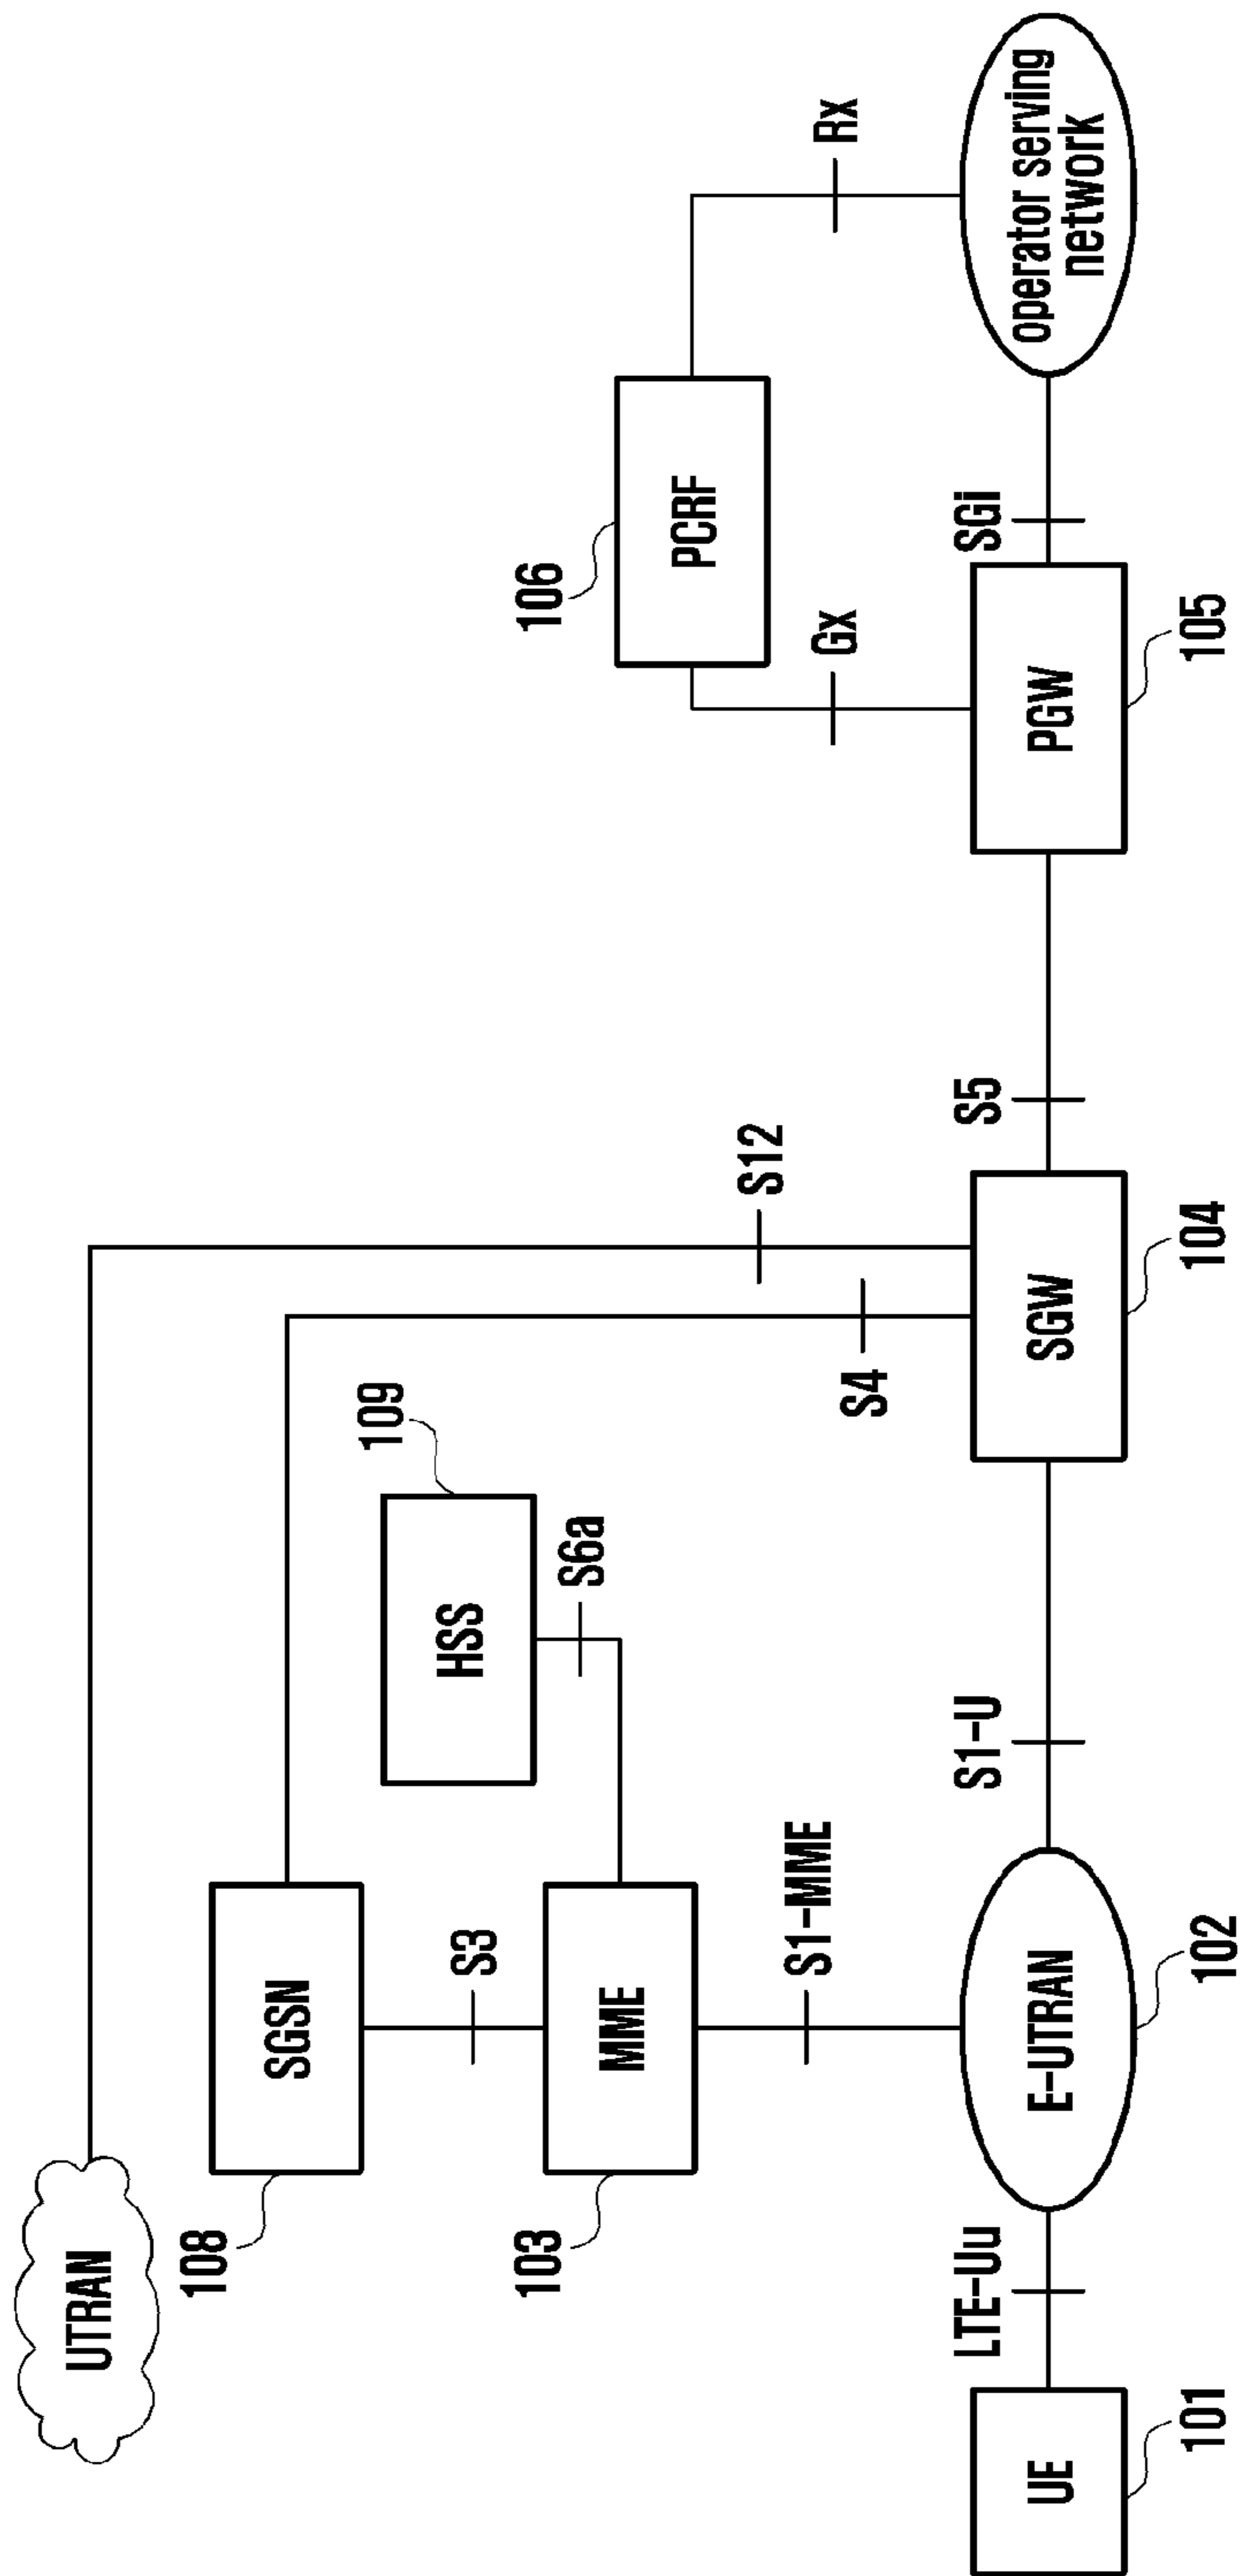 UTRAN
108
SGSN
S3
109
HSS
S6a
103
MME
S1-MME
S12
S4
106
PCRF
Gx
Rx
UE
101
LTE-Uu
E-UTRAN
102
S1-U
SGW
104
S5
PGW
105
SGi
operator serving
network